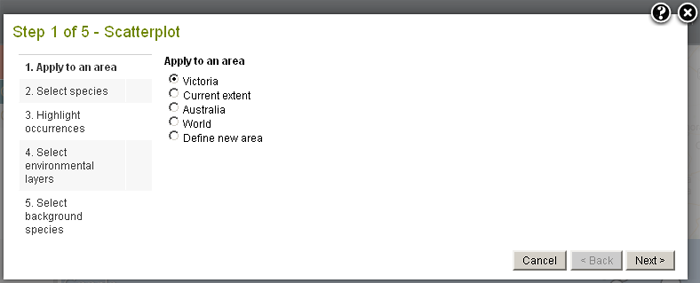 Step 1 of 5 - Scatterplot
1. Apply to an area
2. Select species
3. Highlight
occurrences
4. Select
environmental
layers
5. Select
background
species
Apply to an area
Victoria
Current extent
Australia
World
Define new area
Cancel
< Back
Next >
?